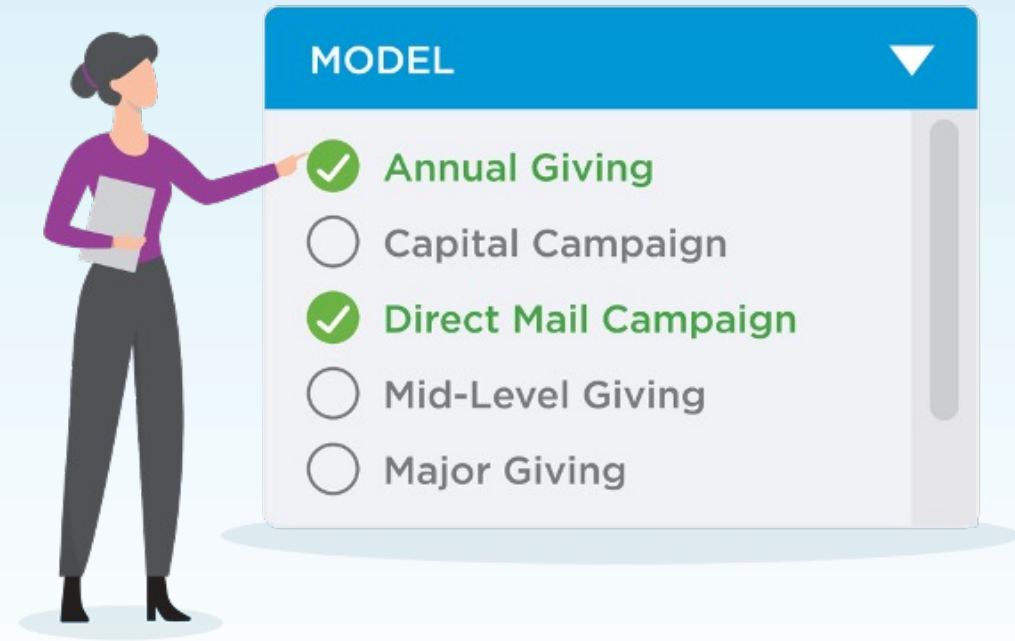 MODEL
Annual Giving
Capital Campaign
Direct Mail Campaign
Mid-Level Giving
Major Giving